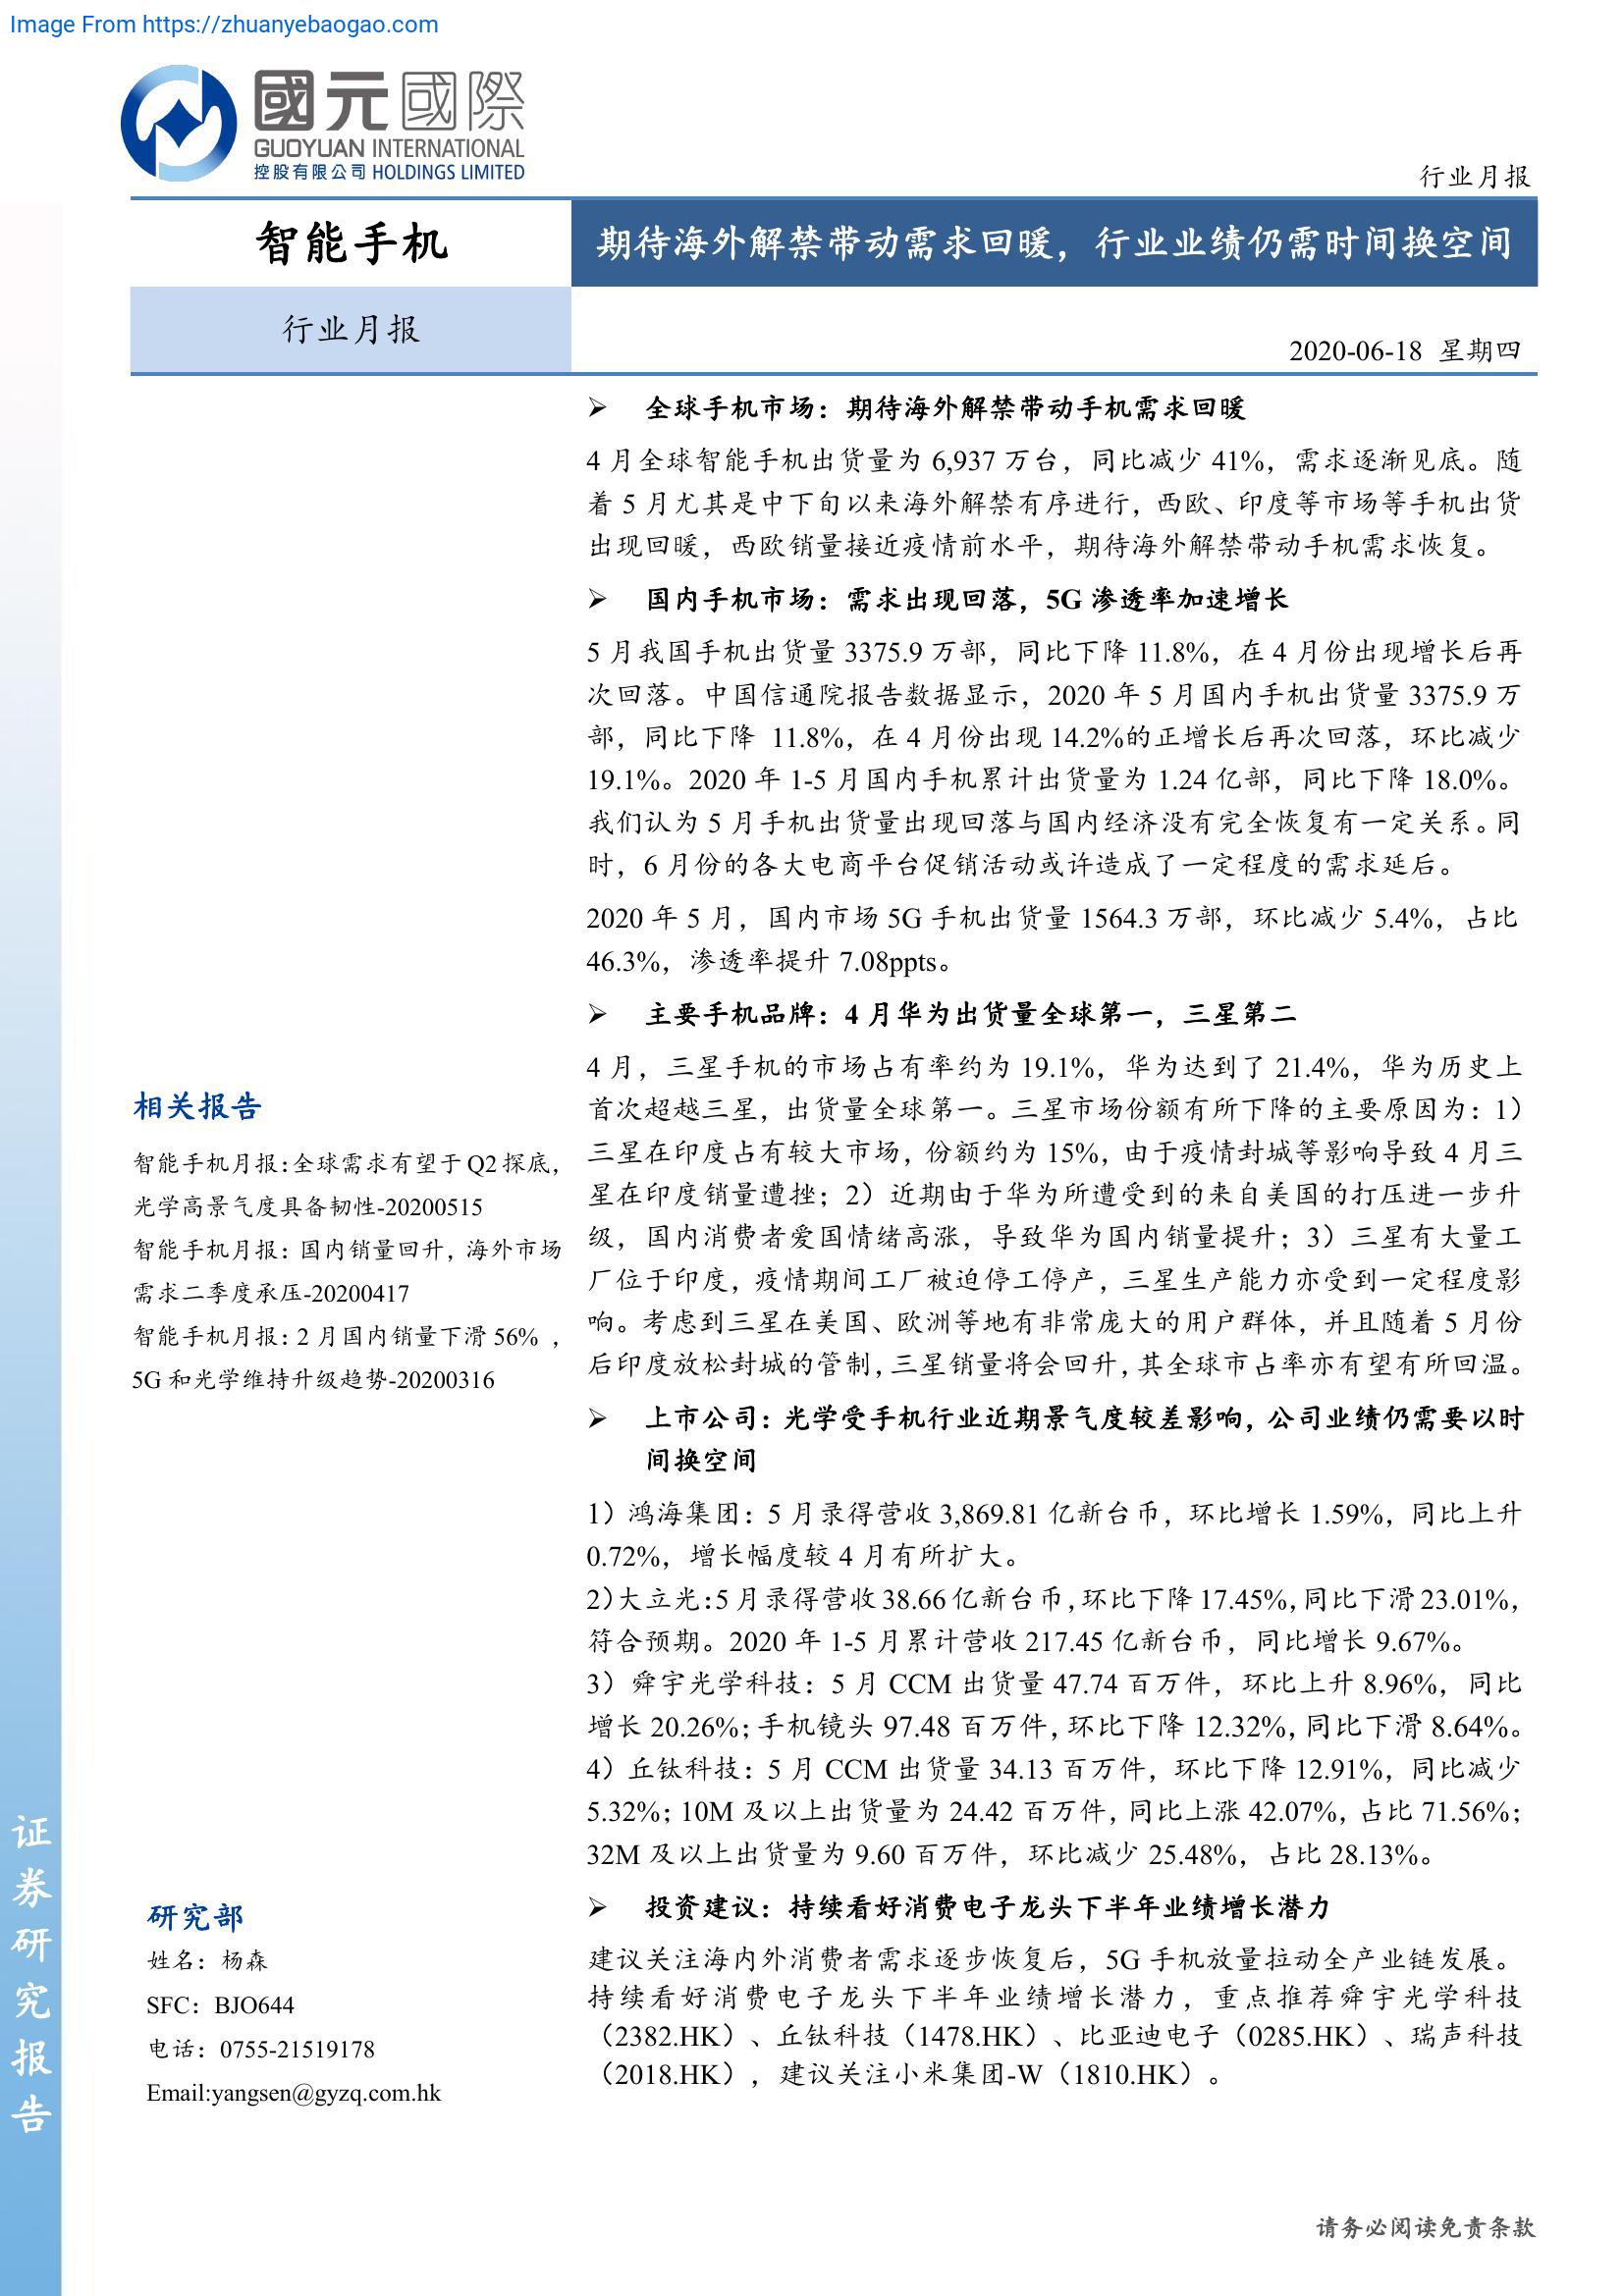 Image From https://zhuanyebaogao.com
國元國際
GUOYUAN INTERNATIONAL
控股有限公司 HOLDINGS LIMITED
行业月报
智能手机
期待海外解禁带动需求回暖，行业业绩仍需时间换空间
行业月报
2020-06-18 星期四
➢ 全球手机市场：期待海外解禁带动手机需求回暖
4 月全球智能手机出货量为 6,937 万台，同比减少 41%，需求逐渐见底。随
着 5 月尤其是中下旬以来海外解禁有序进行，西欧、印度等市场等手机出货
出现回暖，西欧销量接近疫情前水平，期待海外解禁带动手机需求恢复。
➢ 国内手机市场：需求出现回落，5G 渗透率加速增长
5 月我国手机出货量 3375.9 万部，同比下降 11.8%，在 4 月份出现增长后再
次回落。中国信通院报告数据显示，2020 年 5 月国内手机出货量 3375.9 万
部，同比下降 11.8%，在 4 月份出现 14.2%的正增长后再次回落，环比减少
19.1%。2020 年 1-5 月国内手机累计出货量为 1.24 亿部，同比下降 18.0%。
我们认为 5 月手机出货量出现回落与国内经济没有完全恢复有一定关系。同
时，6 月份的各大电商平台促销活动或许造成了一定程度的需求延后。
2020 年 5 月，国内市场 5G 手机出货量 1564.3 万部，环比减少 5.4%，占比
46.3%，渗透率提升 7.08ppts。
➢ 主要手机品牌：4 月华为出货量全球第一，三星第二
4 月，三星手机的市场占有率约为 19.1%，华为达到了 21.4%，华为历史上
首次超越三星，出货量全球第一。三星市场份额有所下降的主要原因为：1）
三星在印度占有较大市场，份额约为 15%，由于疫情封城等影响导致 4 月三
星在印度销量遭挫；2）近期由于华为所遭受到的来自美国的打压进一步升
级，国内消费者爱国情绪高涨，导致华为国内销量提升；3）三星有大量工
厂位于印度，疫情期间工厂被迫停工停产，三星生产能力亦受到一定程度影
响。考虑到三星在美国、欧洲等地有非常庞大的用户群体，并且随着 5 月份
后印度放松封城的管制，三星销量将会回升，其全球市占率亦有望有所回温。
➢ 上市公司：光学受手机行业近期景气度较差影响，公司业绩仍需要以时
间换空间
1）鸿海集团：5 月录得营收 3,869.81 亿新台币，环比增长 1.59%，同比上升
0.72%，增长幅度较 4 月有所扩大。
2）大立光：5 月录得营收 38.66 亿新台币，环比下降 17.45%，同比下滑 23.01%，
符合预期。2020 年 1-5 月累计营收 217.45 亿新台币，同比增长 9.67%。
3）舜宇光学科技：5 月 CCM 出货量 47.74 百万件，环比上升 8.96%，同比
增长 20.26%；手机镜头 97.48 百万件，环比下降 12.32%，同比下滑 8.64%。
4）丘钛科技：5 月 CCM 出货量 34.13 百万件，环比下降 12.91%，同比减少
5.32%；10M 及以上出货量为 24.42 百万件，同比上涨 42.07%，占比 71.56%；
32M 及以上出货量为 9.60 百万件，环比减少 25.48%，占比 28.13%。
➢ 投资建议：持续看好消费电子龙头下半年业绩增长潜力
建议关注海内外消费者需求逐步恢复后，5G 手机放量拉动全产业链发展。
持续看好消费电子龙头下半年业绩增长潜力，重点推荐舜宇光学科技
（2382.HK）、丘钛科技（1478.HK）、比亚迪电子（0285.HK）、瑞声科技
（2018.HK），建议关注小米集团-W（1810.HK）。
相关报告
智能手机月报：全球需求有望于 Q2 探底，
光学高景气度具备韧性-20200515
智能手机月报：国内销量回升，海外市场
需求二季度承压-20200417
智能手机月报：2 月国内销量下滑 56%，
5G 和光学维持升级趋势-20200316
研究部
姓名：杨森
SFC：BJO644
电话：0755-21519178
Email:yangsen@gyzq.com.hk
证券研究报告
请务必阅读免责条款